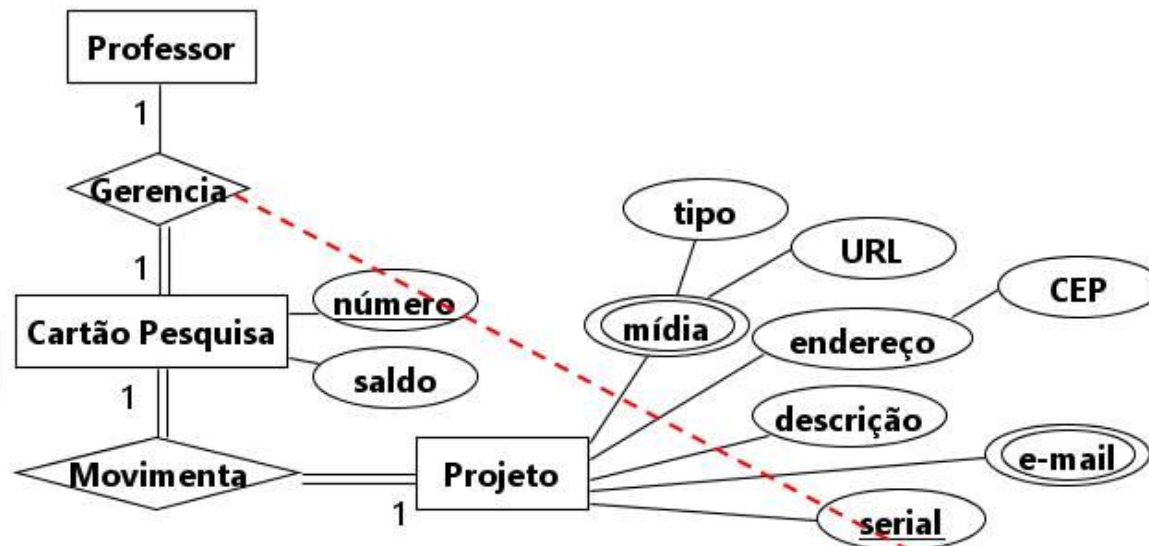 Professor
1
Gerencia
1
Cartão Pesquisa
número
saldo
1
Movimenta
1
Projeto
tipo
URL
mídia
CEP
endereço
descrição
e-mail
serial